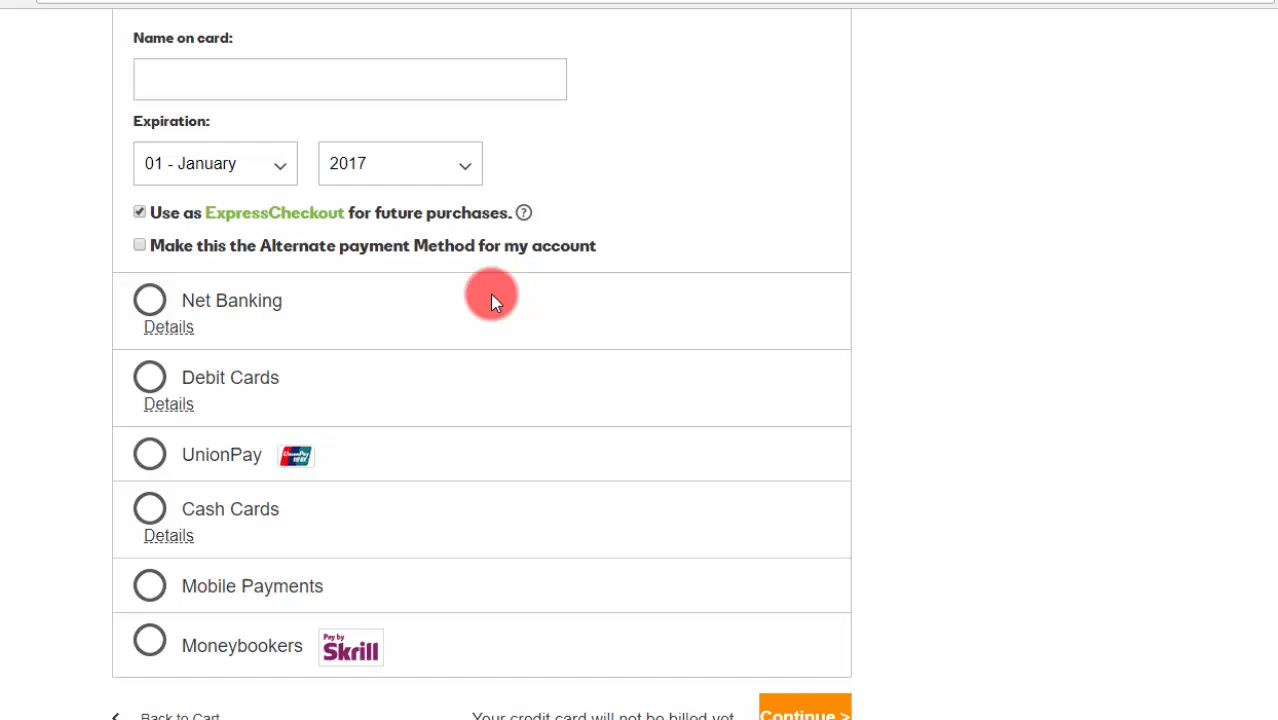 Name on card:
Expiration:
01 - January 2017
Use as ExpressCheckout for future purchases. ?
Make this the Alternate payment Method for my account
Net Banking
Details
Debit Cards
Details
UnionPay
Cash Cards
Details
Mobile Payments
Moneybookers Pay by Skrill
Back to Cart Your credit card will not be billed yet Continue >